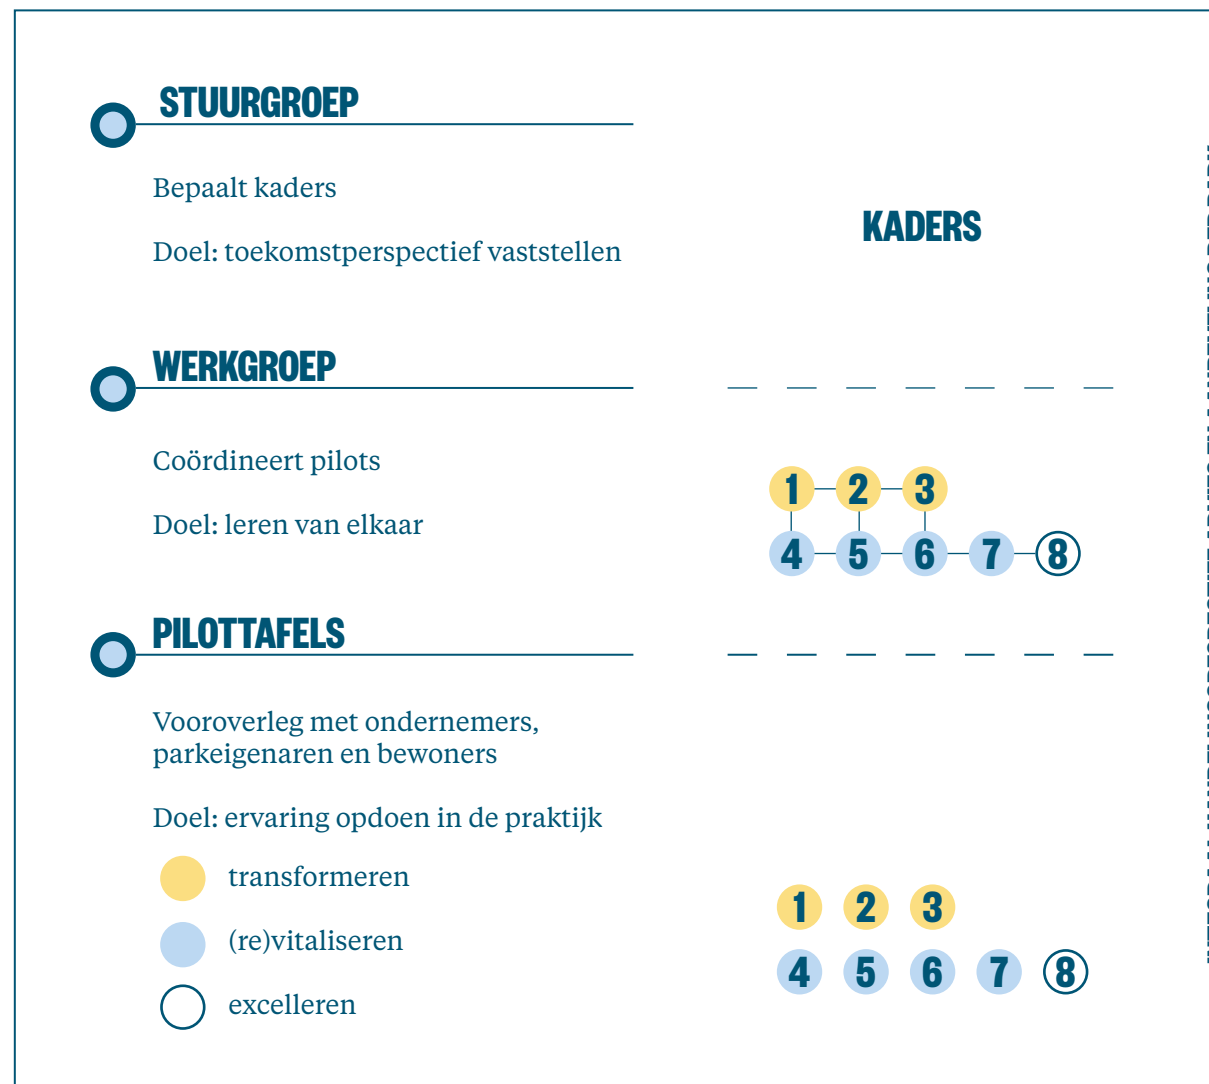 STUURGROEP
Bepaalt kaders
Doel: toekomstperspectief vaststellen
KADERS
WERKGROEP
Coördineert pilots
Doel: leren van elkaar
1 2 3
4 5 6 7 8
PILOTTAFELS
Vooroverleg met ondernemers,
parkeigenaren en bewoners
Doel: ervaring opdoen in de praktijk
transformeren
(re)vitaliseren
excelleren
1 2 3
4 5 6 7 8